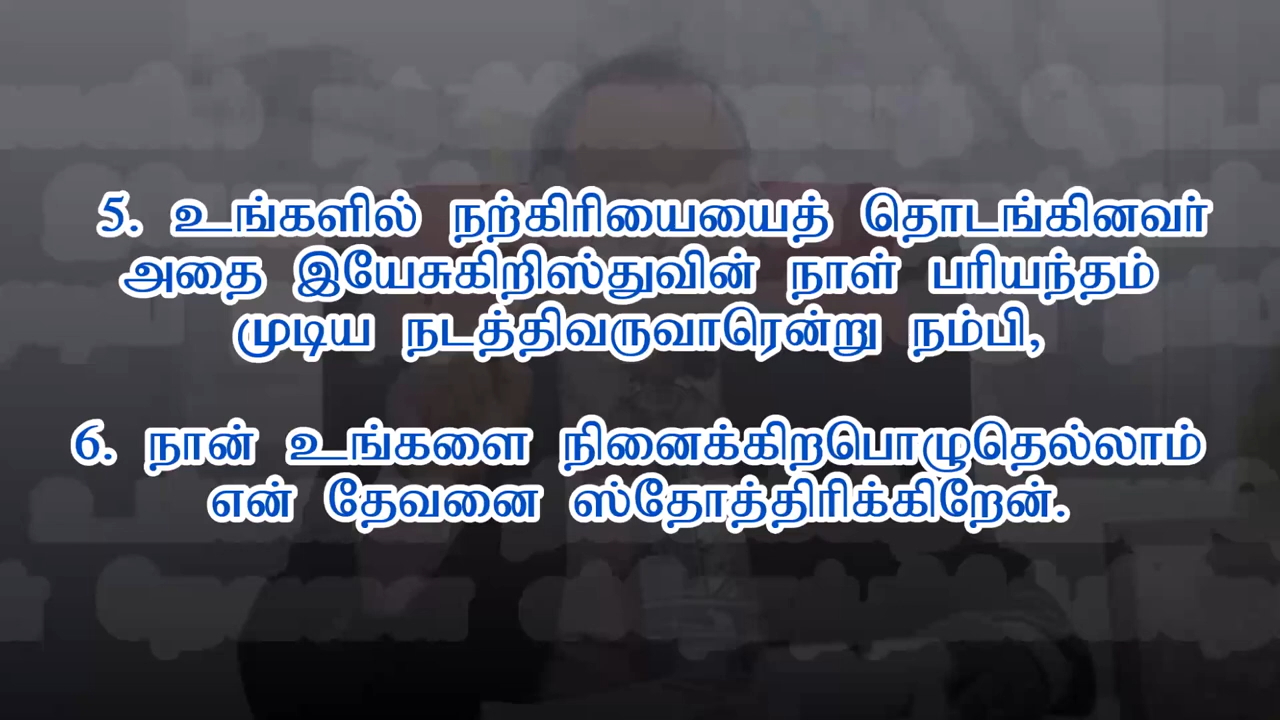 5. உங்களில் நற்கிரியையைத் தொடங்கினவர்
அதை இயேசுகிறிஸ்துவின் நாள் பரியந்தம்
முடிய நடத்திவருவாரென்று நம்பி,
6. நான் உங்களை நினைக்கிறபொழுதெல்லாம்
என் தேவனை ஸ்தோத்திரிக்கிறேன்.